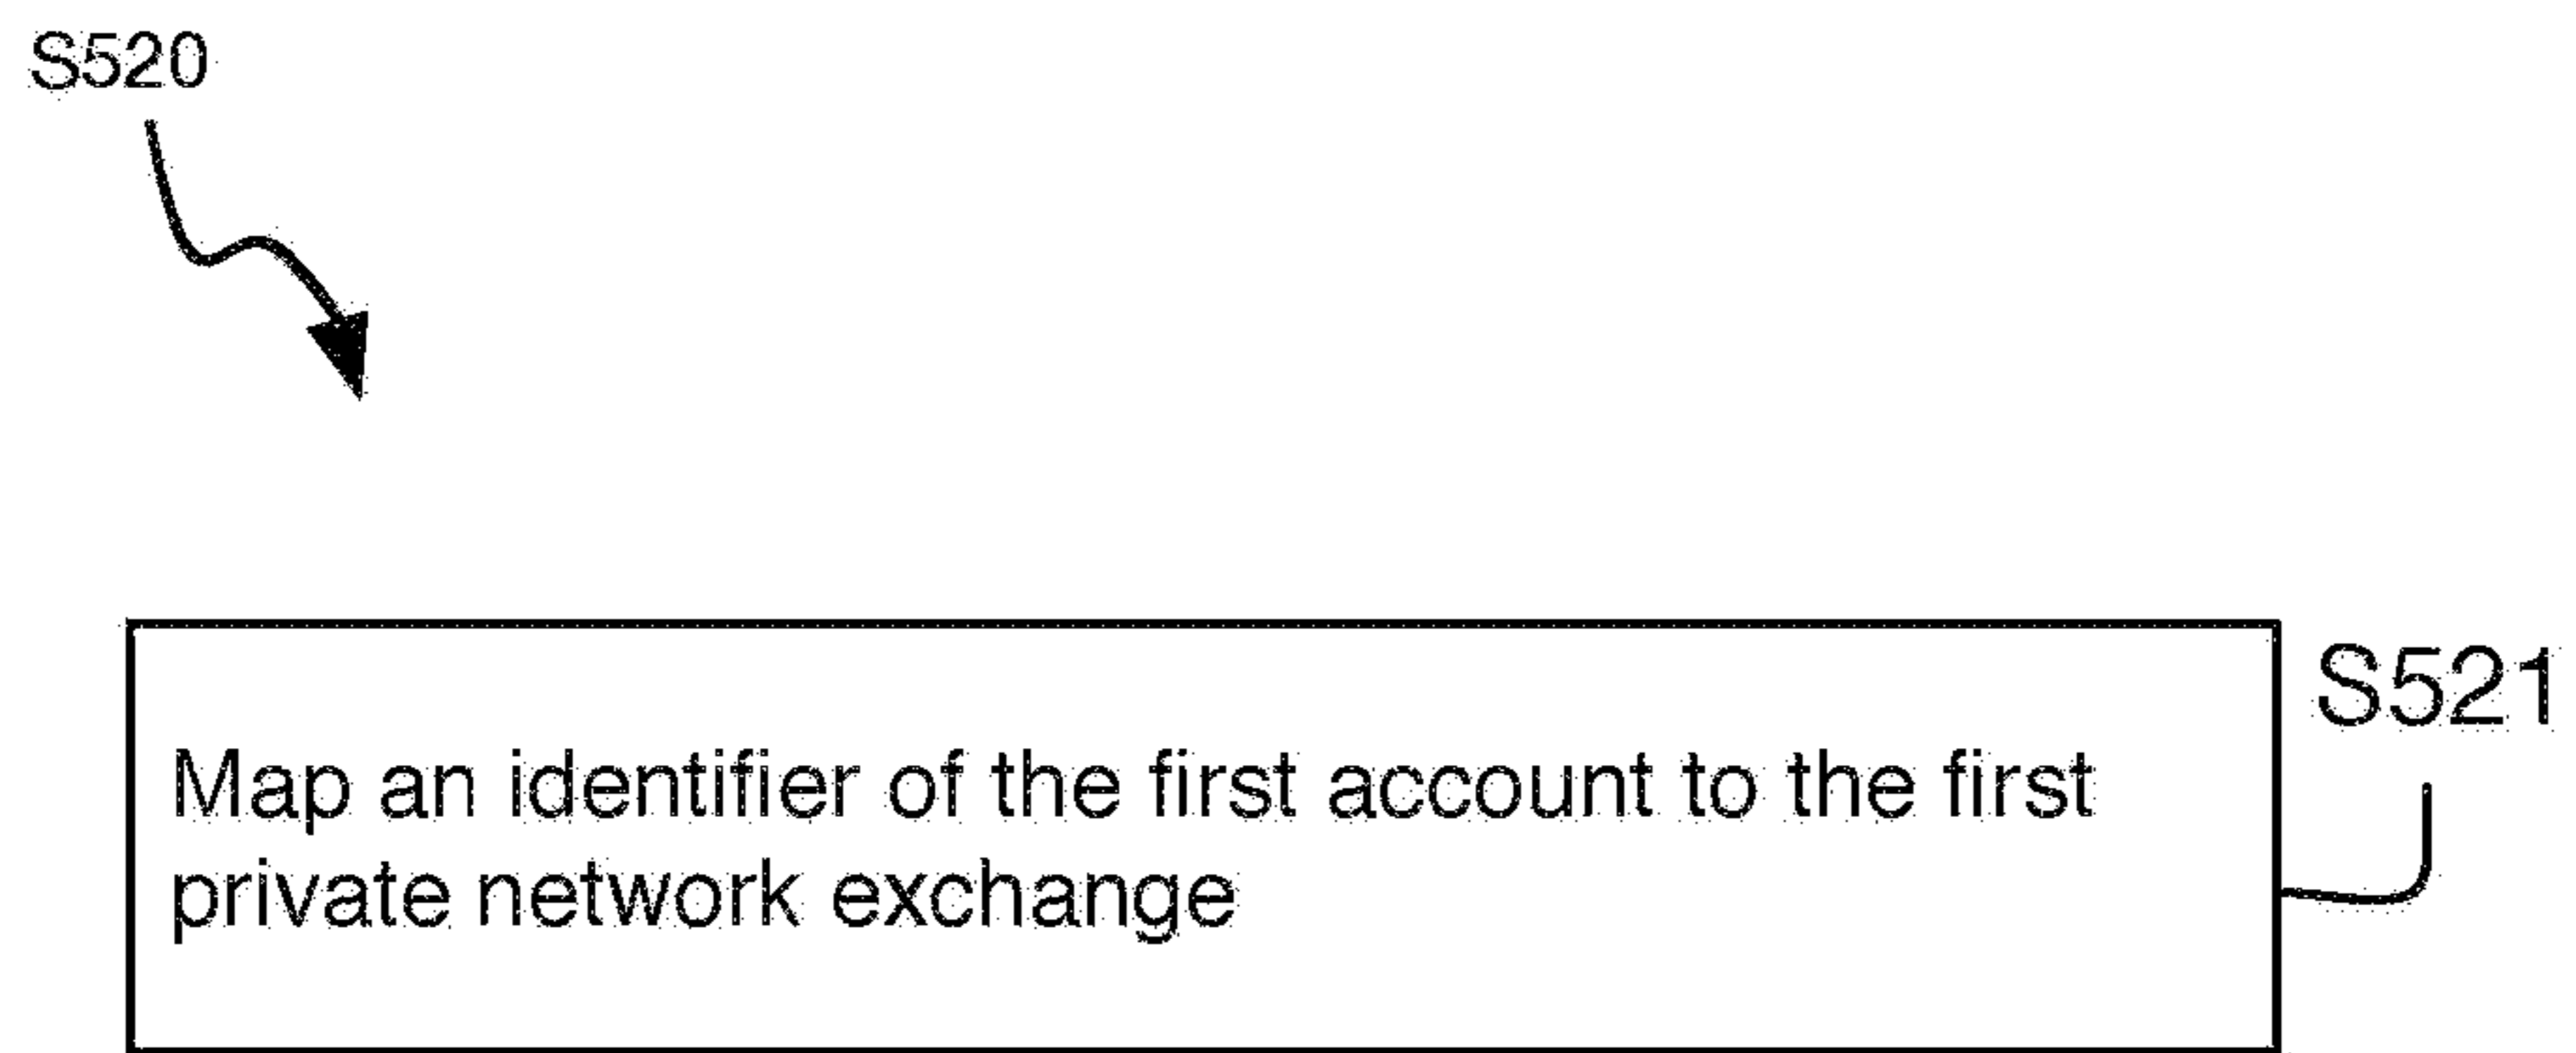 S520
S521
Map an identifier of the first account to the first
private network exchange